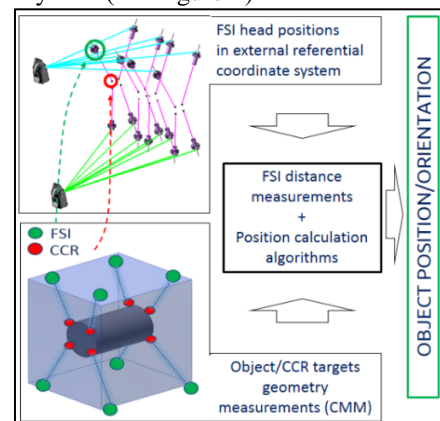 FSI head positions
in external referential
coordinate system
FSI distance
measurements
+
Position calculation
algorithms
OBJECT POSITION/ORIENTATION
FSI
CCR
Object/CCR targets
geometry
measurements (CMM)